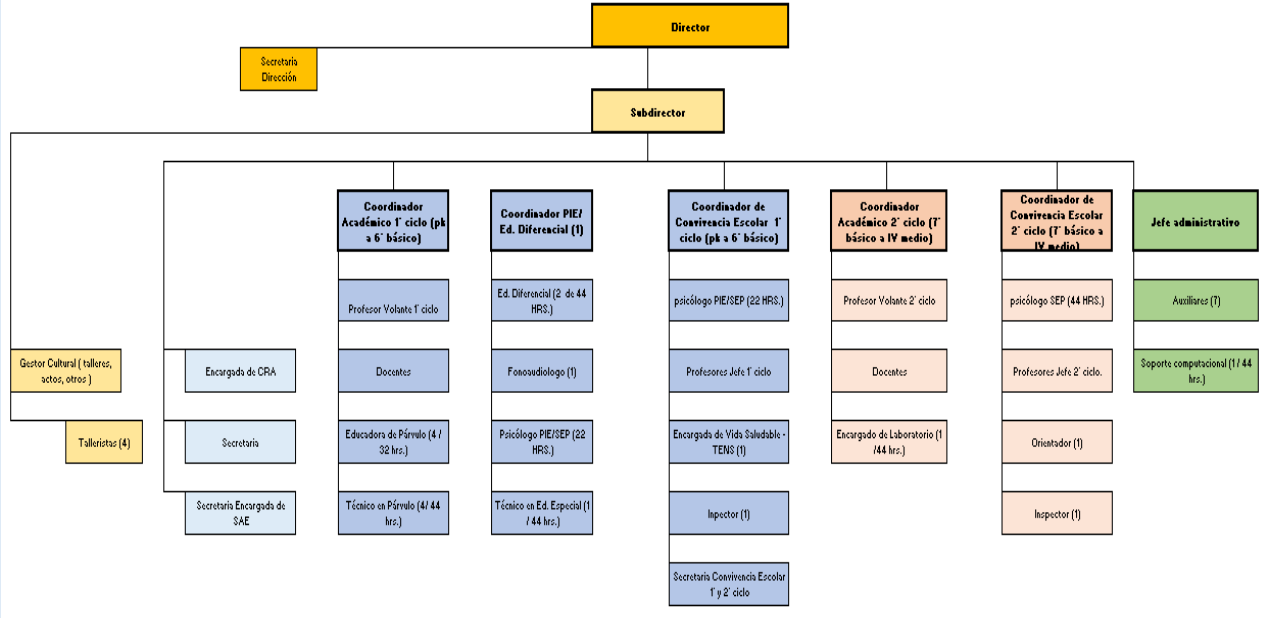 Director
Secretaria
Dirección
Subdirector
Coordinador
Académico 1° ciclo (pk
a 6° básico)
Coordinador PIE/
Ed. Diferencial (1)
Coordinador de
Convivencia Escolar 1°
ciclo (pk a 6° básico)
Coordinador
Académico 2° ciclo (7°
básico a IV medio)
Coordinador de
Convivencia Escolar
2° ciclo (7° básico a
IV medio)
Jefe administrativo
Profesor Volante 1° ciclo
Ed. Diferencial (2 de 44
HRS.)
psicólogo PIE/SEP (22 HRS.)
Profesor Volante 2° ciclo
psicólogo SEP (44 HRS.)
Auxiliares (7)
Gestor Cultural ( talleres,
actos, otros )
Encargada de CRA
Docentes
Fonoaudiologo (1)
Profesores Jefe 1° ciclo
Docentes
Profesores Jefe 2° ciclo.
Soporte computacional (1 / 44
hrs.)
Talleristas (4)
Secretaria
Educadora de Párvulo (4 /
32 hrs.)
Psicólogo PIE/SEP (22
HRS.)
Encargada de Vida Saludable -
TENS (1)
Encargado de Laboratorio (1
/44 hrs.)
Orientador (1)
Secretaria Encargada de
SAE
Técnico en Párvulo (4/ 44
hrs.)
Técnico en Ed. Especial (1
/ 44 hrs.)
Inpector (1)
Inspector (1)
Secretaria Convivencia Escolar
1° y 2° ciclo